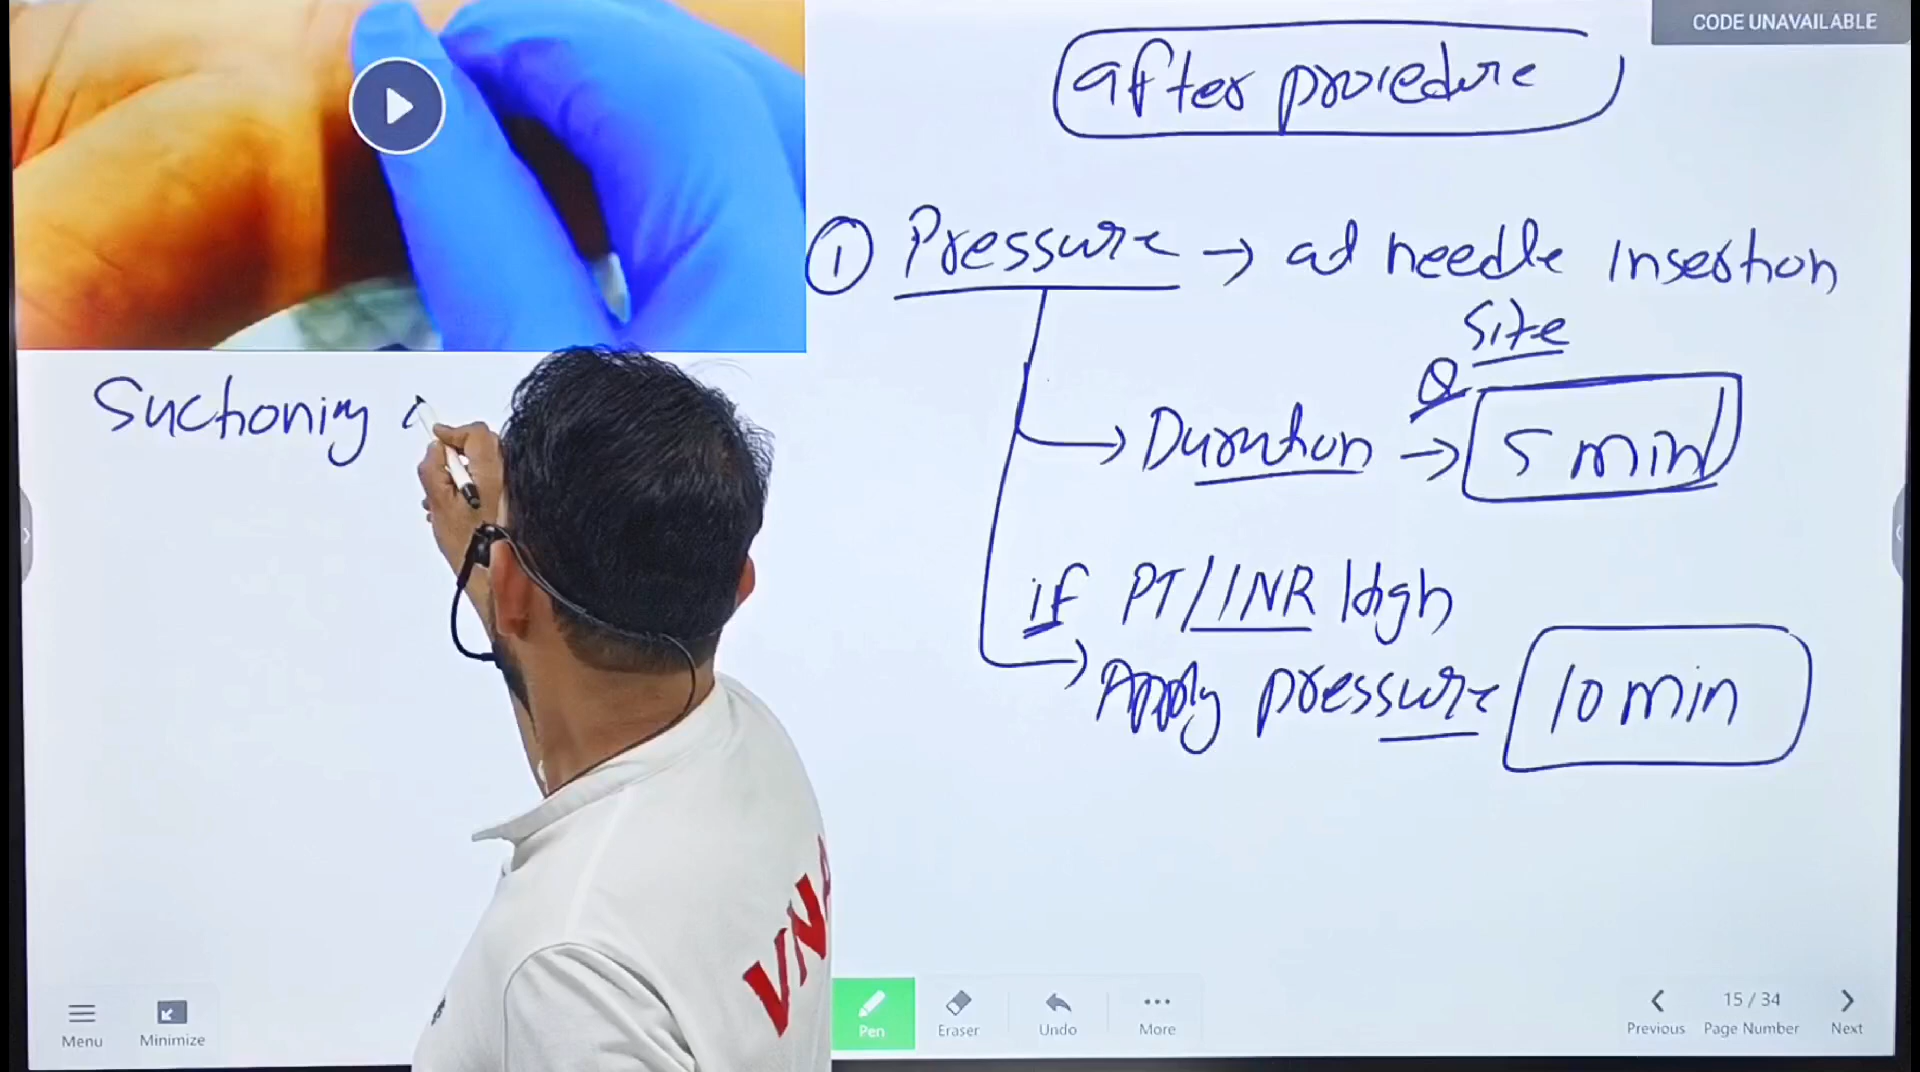 CODE UNAVAILABLE
after procedure
① Pressure → at needle insertion
site
Q
Duration → 5 min
if PT/INR High
Apply pressure 10 min
Suctioning
VNA
Menu
Minimize
Pen
Eraser
Undo
More
Previous
15 / 34
Page Number
Next